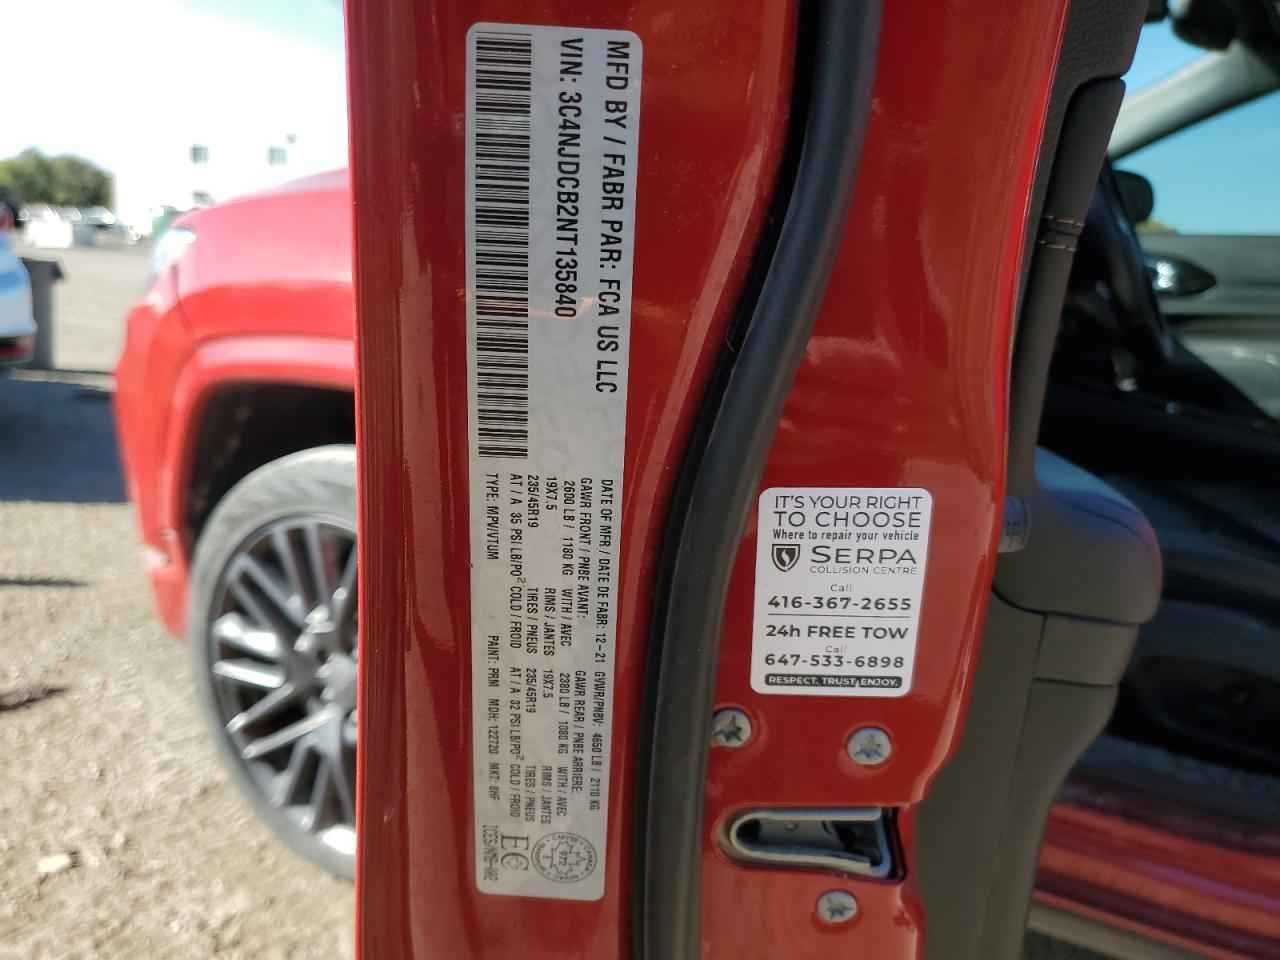 MFD BY / FABR PAR: FCA US LLC
VIN: 3C4NJDCB2NT135840
DATE OF MFR / DATE DE FABR: 12-21 GVWR/PNBV: 4650 LB / 2110 KG
GAWR FRONT / PNBE AVANT: GAWR REAR / PNBE ARRIERE:
2600 LB / 1180 KG WITH / AVEC 2380 LB / 1080 KG WITH / AVEC
19X7.5 RIMS / JANTES 19X7.5 RIMS / JANTES
235/45R19 TIRES / PNEUS 235/45R19 TIRES / PNEUS
AT / A 35 PSI LB/PO² COLD / FROID AT / A 32 PSI LB/PO² COLD / FROID
TYPE: MPV/VTUM PAINT: PRM MDH: 122720 MKT:
EC
IT'S YOUR RIGHT
TO CHOOSE
Where to repair your vehicle
SERPA
COLLISION CENTRE
Call
416-367-2655
24h FREE TOW
Call
647-533-6898
RESPECT. TRUST. ENJOY.